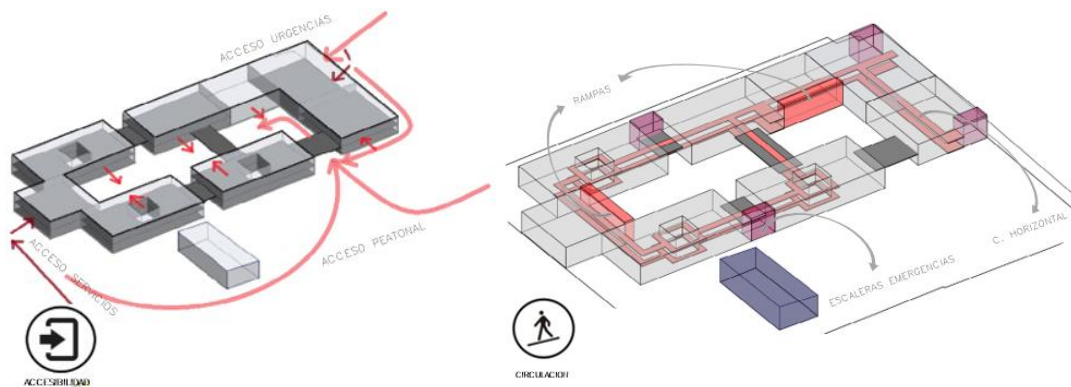 ACCESO URGENCIAS
ACCESO PEATONAL
ACCESO SERVICIOS
ACCESIBILIDAD
RAMPAS
C. HORIZONTAL
ESCALERAS EMERGENCIAS
CIRCULACION